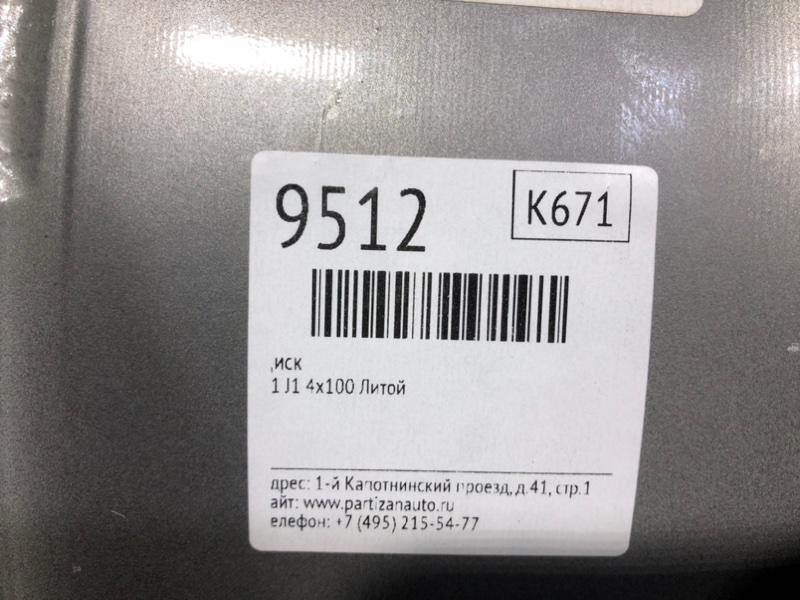 9512
K671
иск
1 J1 4x100 Литой
дрес: 1-й Капотнинский проезд, д.41, стр.1
айт: www.partizanauto.ru
елефон: +7 (495) 215-54-77